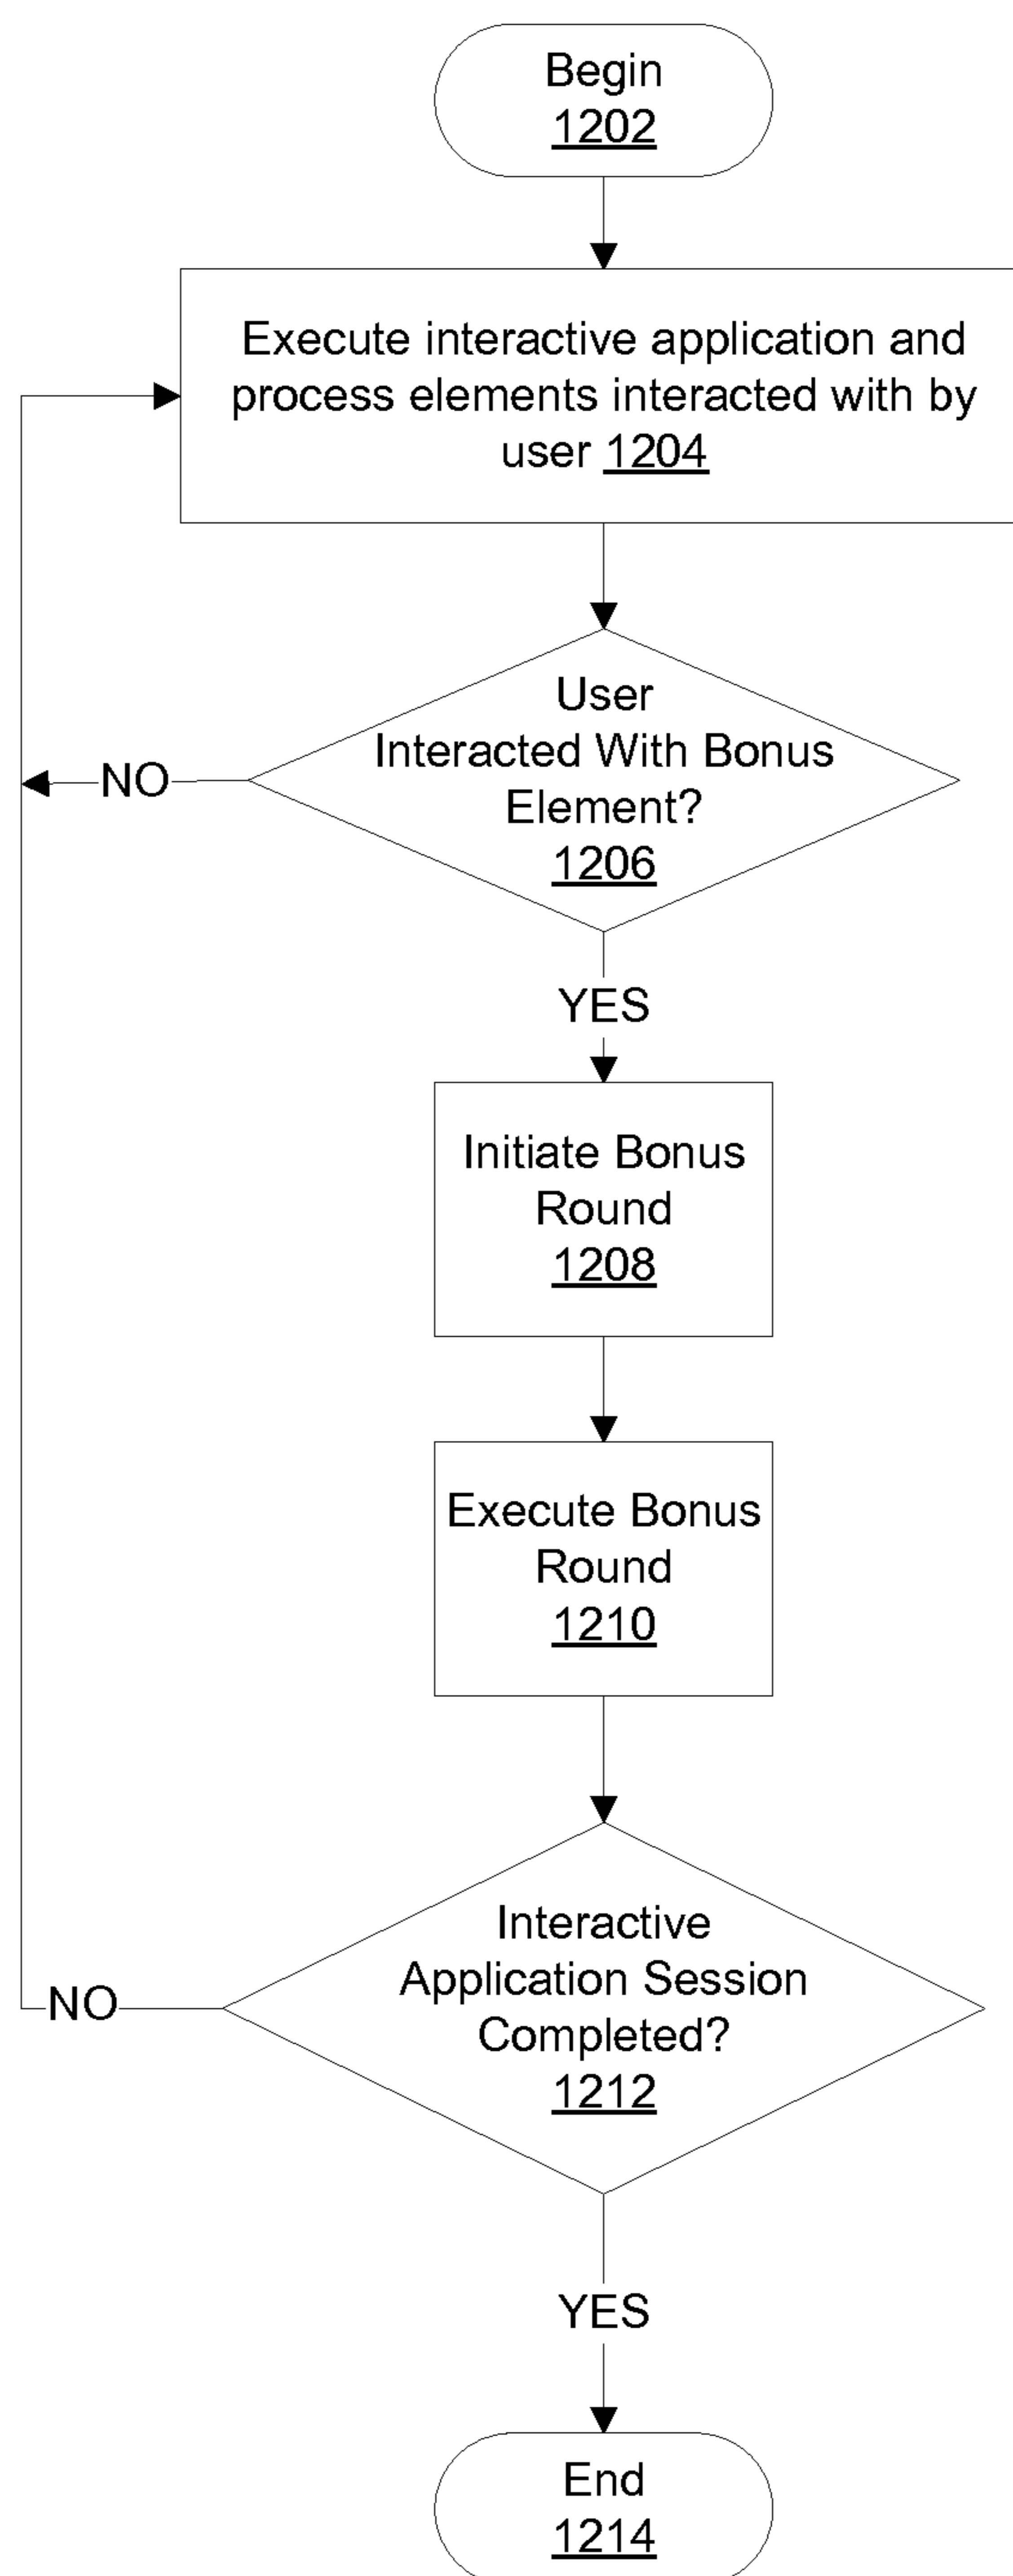 Begin
1202
Execute interactive application and
process elements interacted with by
user 1204
User
Interacted With Bonus
Element?
1206
NO
YES
Initiate Bonus
Round
1208
Execute Bonus
Round
1210
Interactive
Application Session
Completed?
1212
NO
YES
End
1214